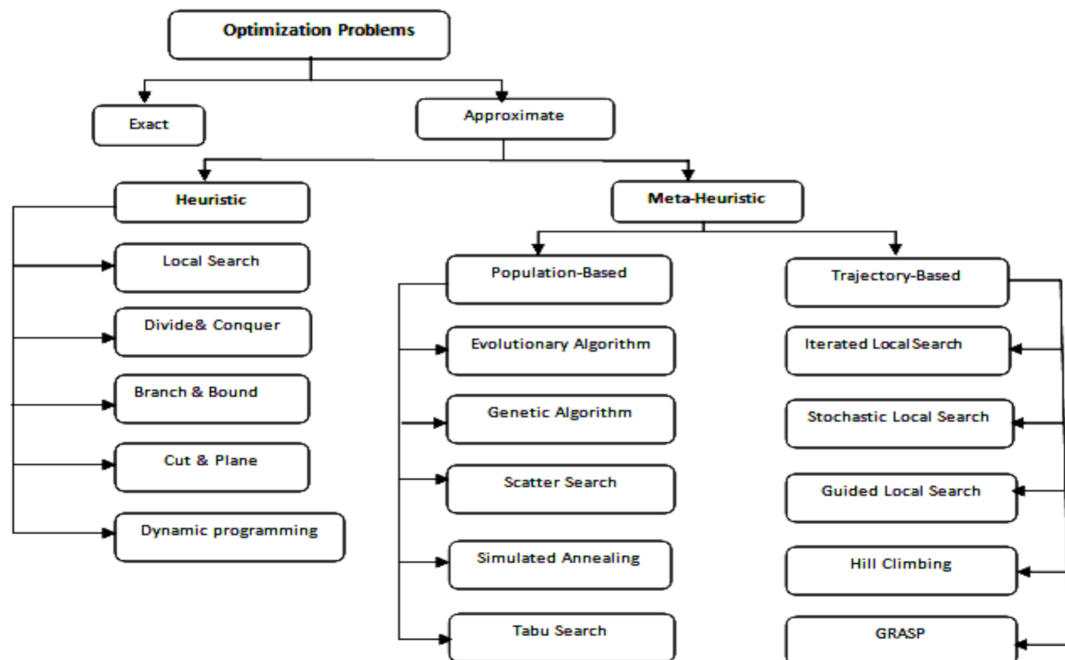 Optimization Problems
Exact
Approximate
Heuristic
Meta-Heuristic
Local Search
Divide& Conquer
Branch & Bound
Cut & Plane
Dynamic programming
Population-Based
Evolutionary Algorithm
Genetic Algorithm
Scatter Search
Simulated Annealing
Tabu Search
Trajectory-Based
Iterated Local Search
Stochastic Local Search
Guided Local Search
Hill Climbing
GRASP